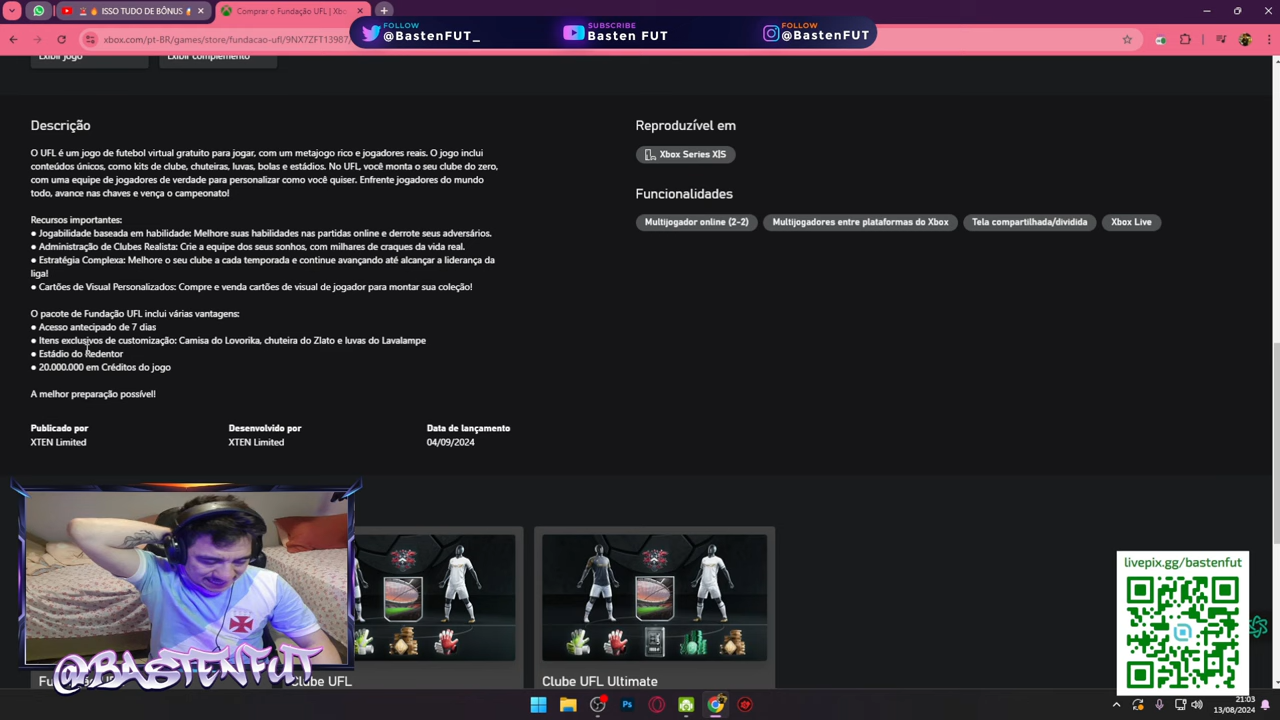 ISSO TUDO DE BÔNUS
Comprar o Fundação UFL | Xbo
xbox.com/pt-BR/games/store/fundacao-ufl/9NX7ZFT13987/
FOLLOW
@BastenFUT_
SUBSCRIBE
Basten FUT
FOLLOW
@BastenFUT
Exibir jogo
Exibir complemento
Descrição
O UFL é um jogo de futebol virtual gratuito para jogar, com um metajogo rico e jogadores reais. O jogo inclui
conteúdos únicos, como kits de clube, chuteiras, luvas, bolas e estádios. No UFL, você monta o seu clube do zero,
com uma equipe de jogadores de verdade para personalizar como você quiser. Enfrente jogadores do mundo
todo, avance nas chaves e vença o campeonato!
Recursos importantes:
● Jogabilidade baseada em habilidade: Melhore suas habilidades nas partidas online e derrote seus adversários.
● Administração de Clubes Realista: Crie a equipe dos seus sonhos, com milhares de craques da vida real.
● Estratégia Complexa: Melhore o seu clube a cada temporada e continue avançando até alcançar a liderança da
liga!
● Cartões de Visual Personalizados: Compre e venda cartões de visual de jogador para montar sua coleção!
O pacote de Fundação UFL inclui várias vantagens:
● Acesso antecipado de 7 dias
● Itens exclusivos de customização: Camisa do Lovorika, chuteira do Zlato e luvas do Lavalampe
● Estádio do Redentor
● 20.000.000 em Créditos do jogo
A melhor preparação possível!
Publicado por
XTEN Limited
Desenvolvido por
XTEN Limited
Data de lançamento
04/09/2024
Reproduzível em
Xbox Series X|S
Funcionalidades
Multijogador online (2-2)
Multijogadores entre plataformas do Xbox
Tela compartilhada/dividida
Xbox Live
Clube UFL
Clube UFL Ultimate
@BASTENFUT
livepix.gg/bastenfut
21:03
13/08/2024